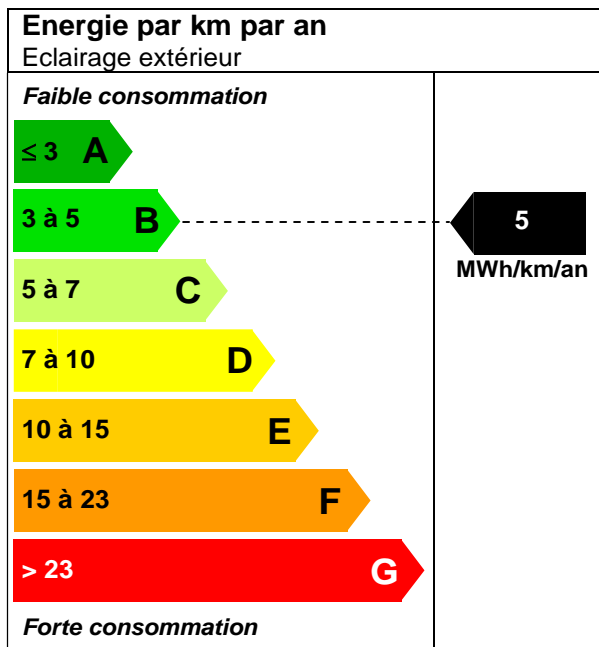 Energie par km par an
Eclairage extérieur
Faible consommation
≤ 3 A
3 à 5 B
5
MWh/km/an
5 à 7 C
7 à 10 D
10 à 15 E
15 à 23 F
> 23 G
Forte consommation